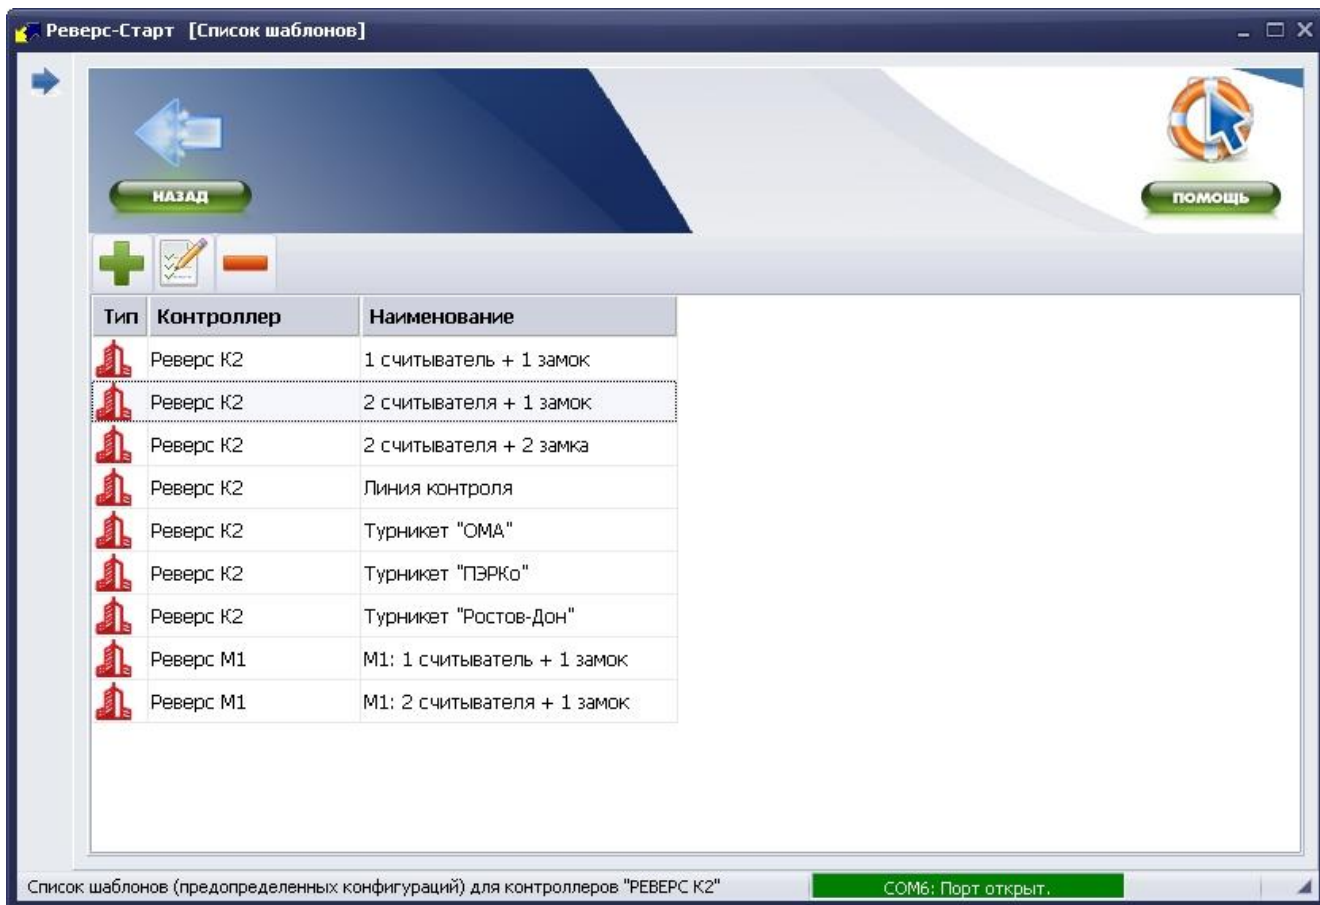 Реверс-Старт [Список шаблонов]
НАЗАД
ПОМОЩЬ
Тип Контроллер Наименование
Реверс К2 1 считыватель + 1 замок
Реверс К2 2 считывателя + 1 замок
Реверс К2 2 считывателя + 2 замка
Реверс К2 Линия контроля
Реверс К2 Турникет "ОМА"
Реверс К2 Турникет "ПЭРКо"
Реверс К2 Турникет "Ростов-Дон"
Реверс М1 М1: 1 считыватель + 1 замок
Реверс М1 М1: 2 считывателя + 1 замок
Список шаблонов (предопределенных конфигураций) для контроллеров "РЕВЕРС К2" COM6: Порт открыт.